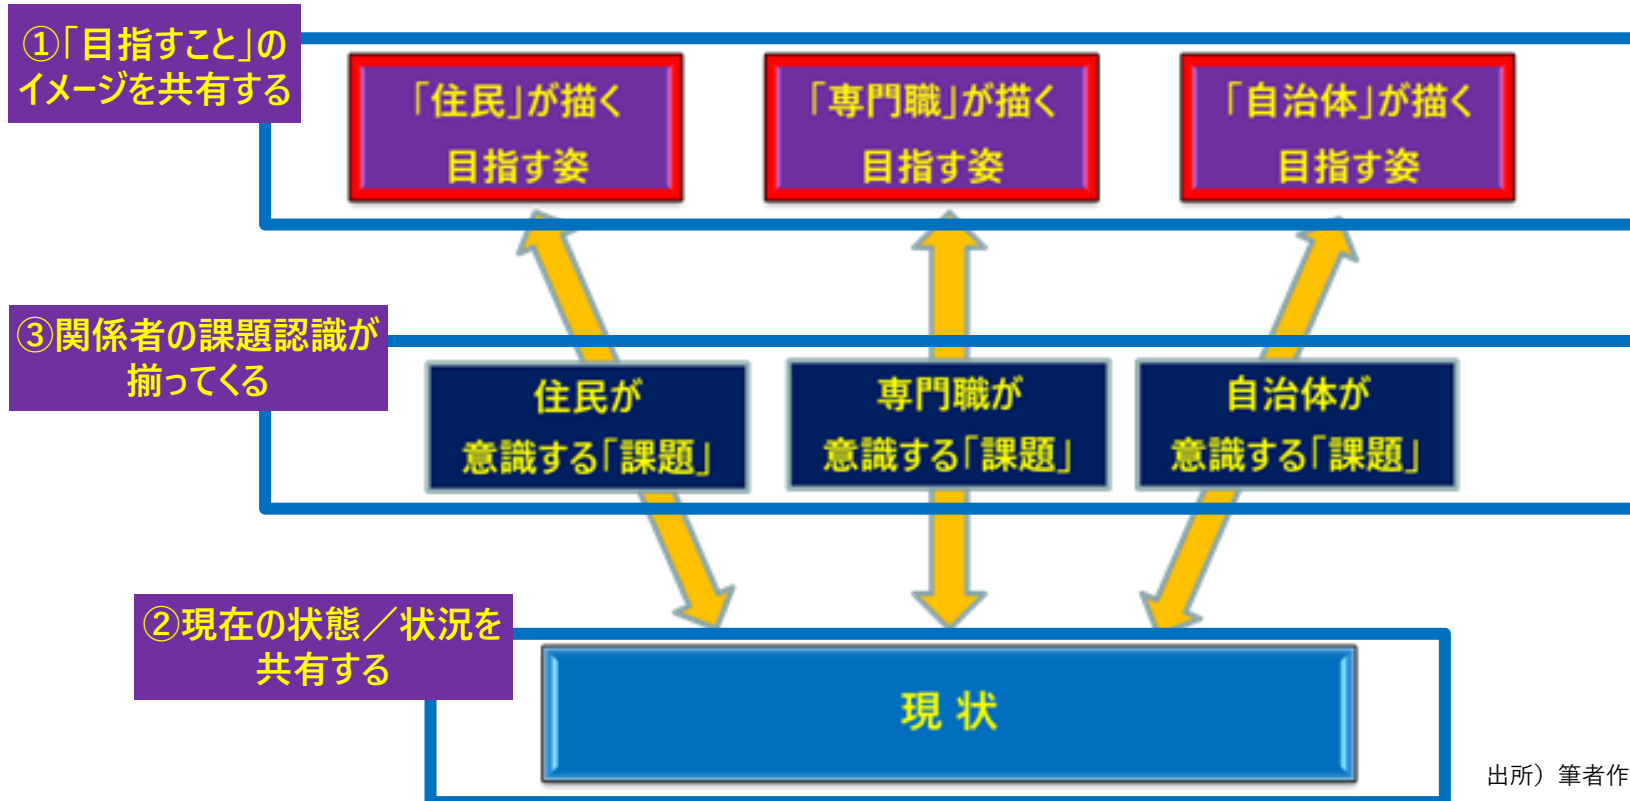 ①「目指すこと」の
イメージを共有する
「住民」が描く
目指す姿
「専門職」が描く
目指す姿
「自治体」が描く
目指す姿
③関係者の課題認識が
揃ってくる
住民が
意識する「課題」
専門職が
意識する「課題」
自治体が
意識する「課題」
②現在の状態／状況を
共有する
現 状
出所）筆者作